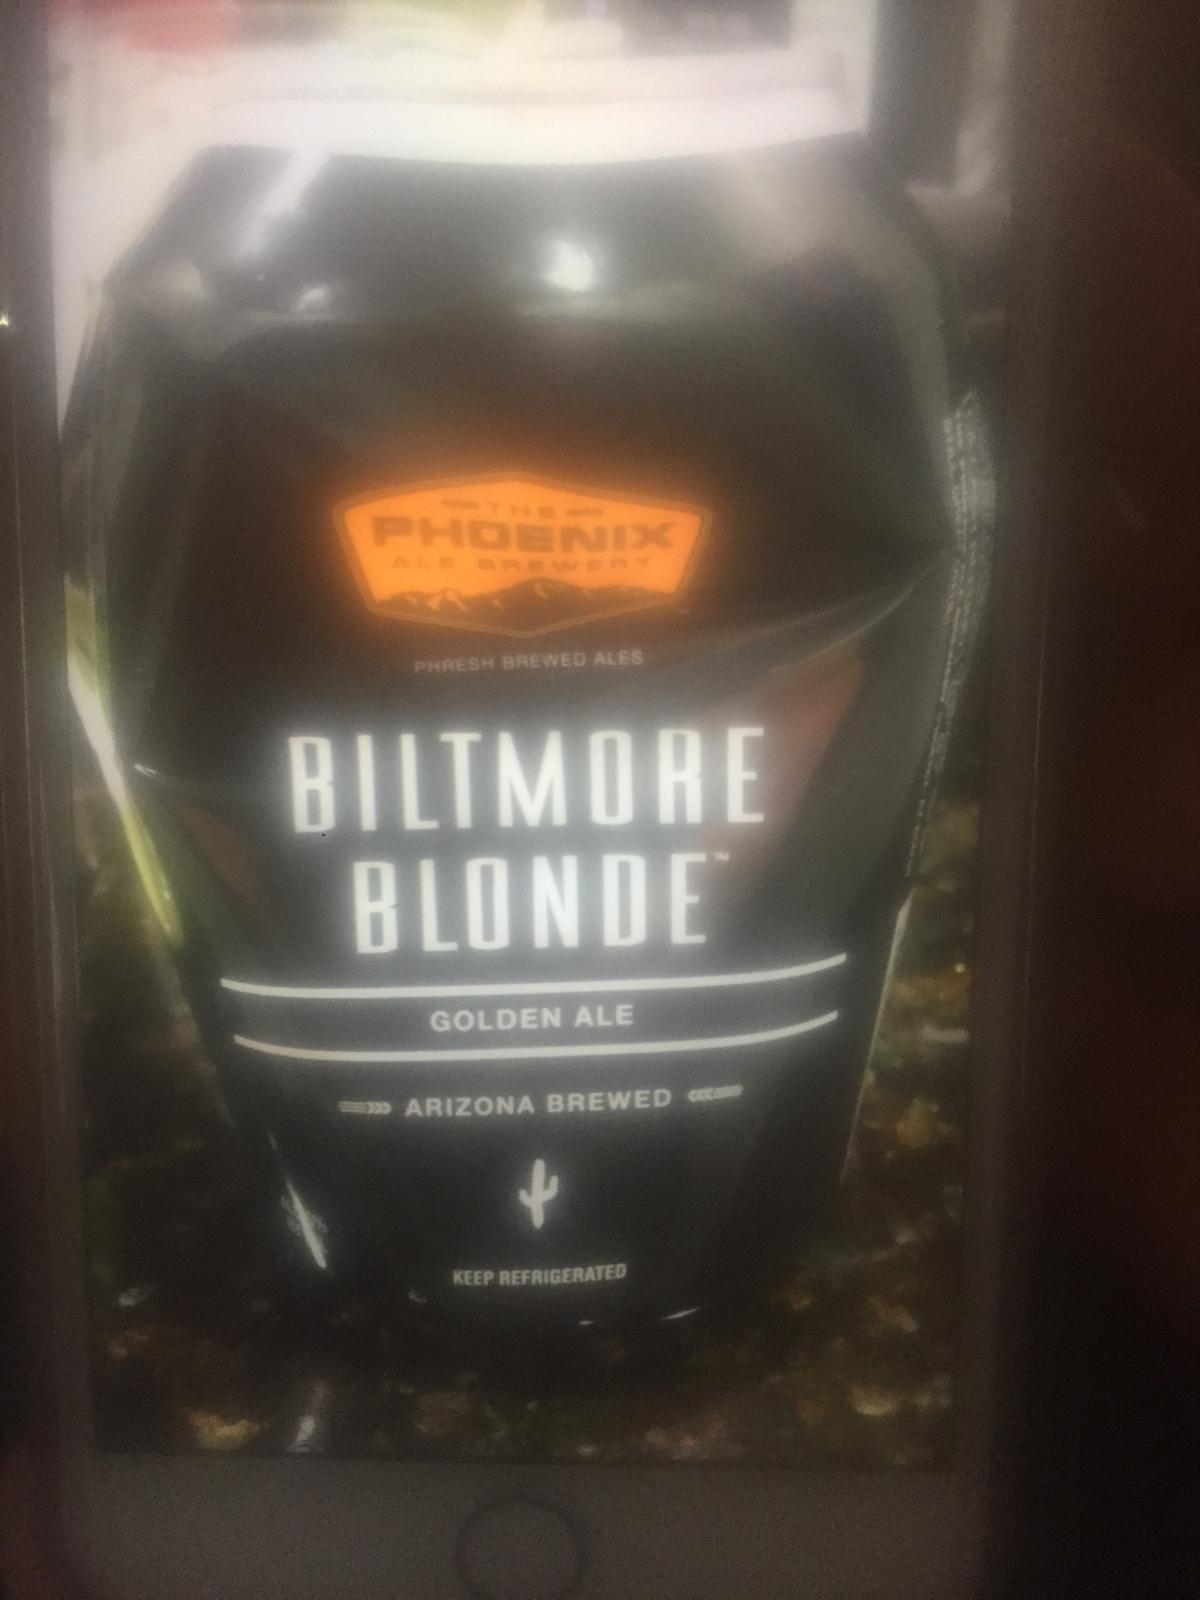 THE
PHOENIX
ALE BREWERY
PHRESH BREWED ALES
BILTMORE
BLONDE™
GOLDEN ALE
ARIZONA BREWED
KEEP REFRIGERATED